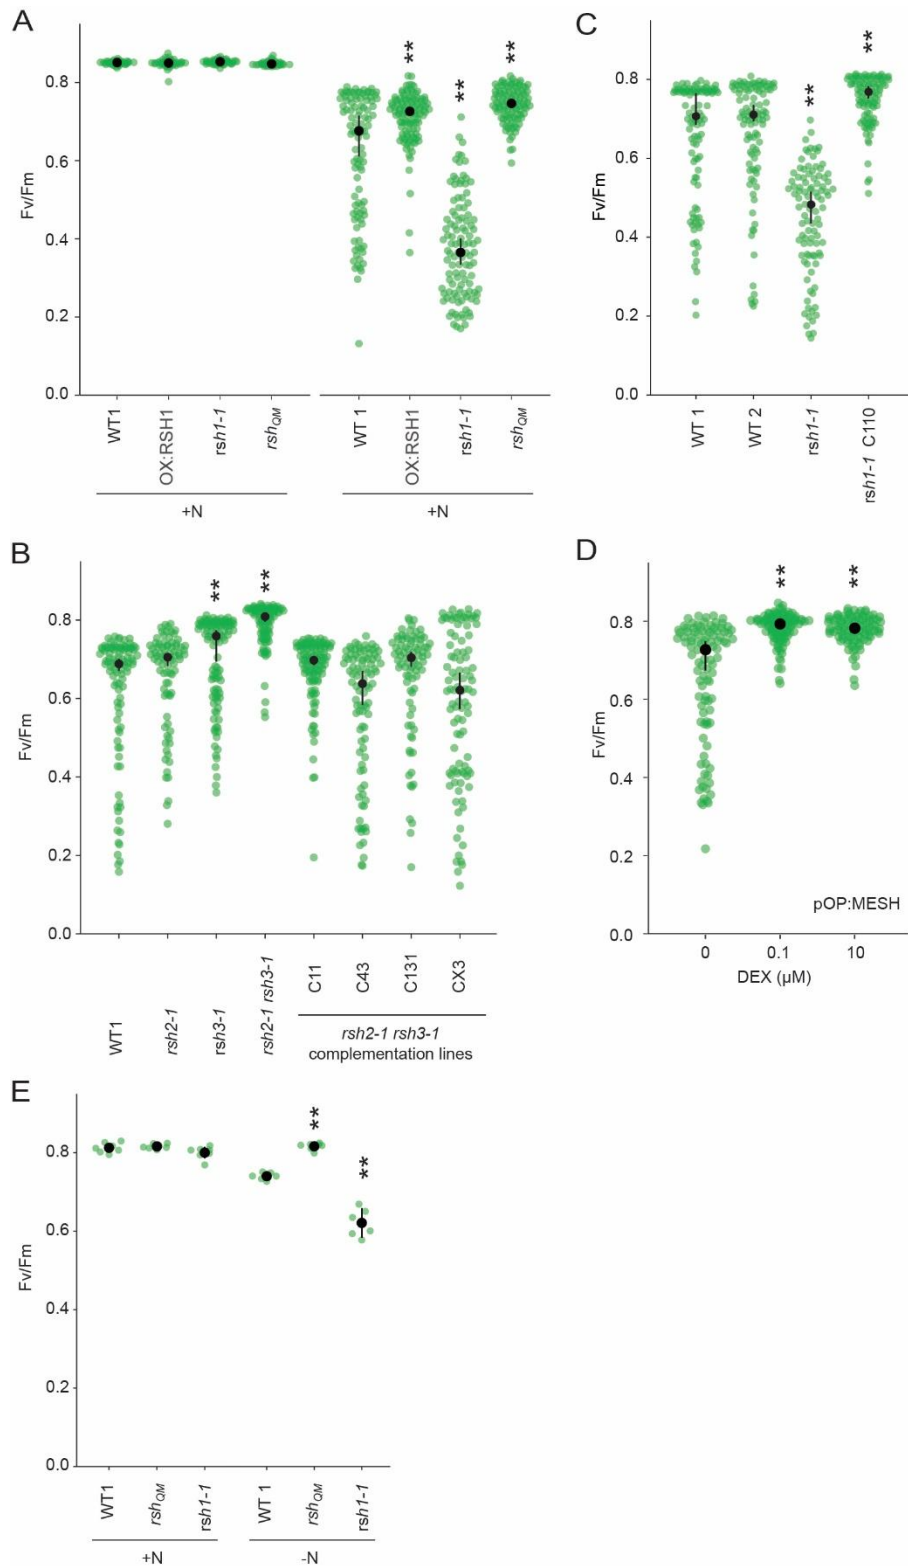 A
Fv/Fm
0.8
0.6
0.4
0.2
0.0
** ** **
WT1
OX:RSH1
rsh1-1
rshQM
WT 1
OX:RSH1
rsh1-1
rshQM
+N
+N
C
Fv/Fm
0.8
0.6
0.4
0.2
0.0
** **
WT 1
WT 2
rsh1-1
rsh1-1 C110
B
Fv/Fm
0.8
0.6
0.4
0.2
0.0
** **
WT1
rsh2-1
rsh3-1
rsh2-1 rsh3-1
C11
C43
C131
CX3
rsh2-1 rsh3-1
complementation lines
D
Fv/Fm
0.8
0.6
0.4
0.2
0.0
** **
pOP:MESH
0 0.1 10
DEX (µM)
E
Fv/Fm
0.8
0.6
0.4
0.2
0.0
** **
WT1
rshQM
rsh1-1
WT 1
rshQM
rsh1-1
+N
-N